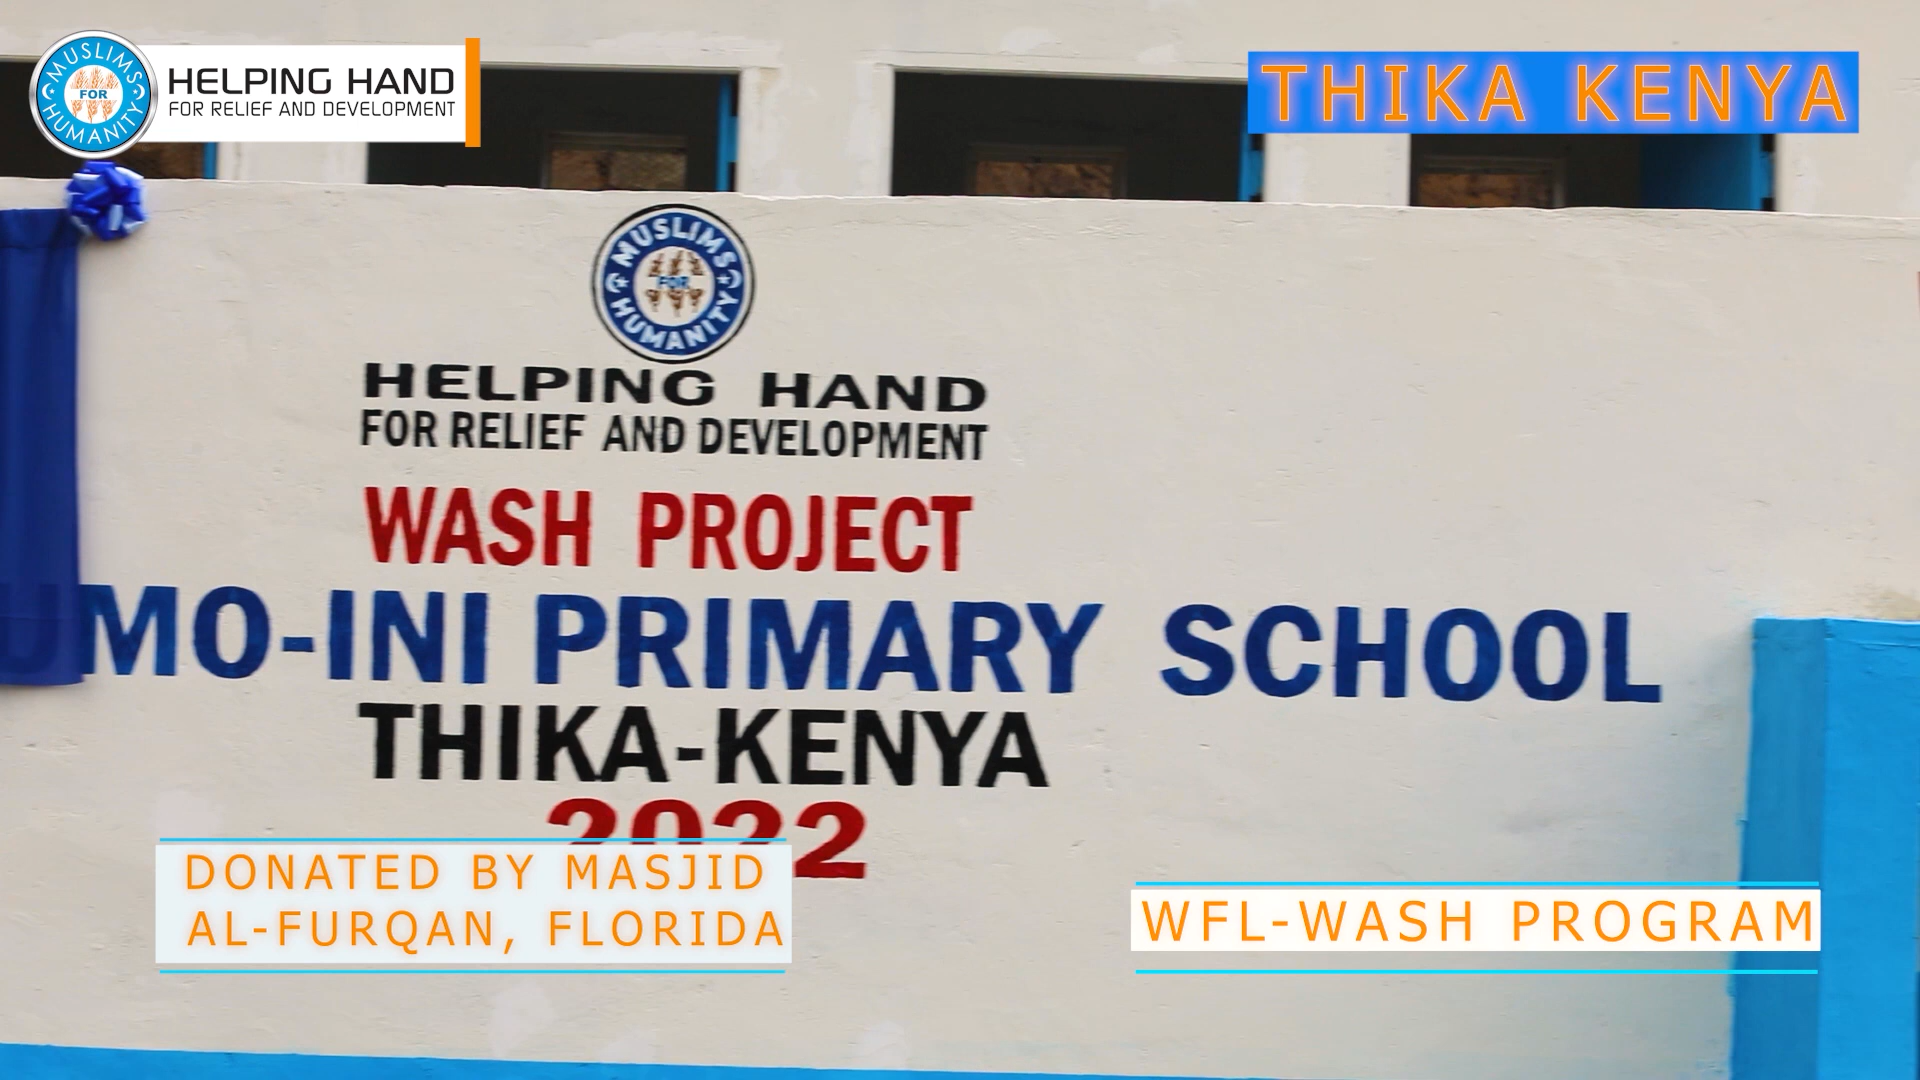 MUSLIMS FOR HUMANITY
HELPING HAND
FOR RELIEF AND DEVELOPMENT
THIKA KENYA
MUSLIMS FOR HUMANITY
HELPING HAND
FOR RELIEF AND DEVELOPMENT
WASH PROJECT
UMO-INI PRIMARY SCHOOL
THIKA-KENYA
2022
DONATED BY MASJID
AL-FURQAN, FLORIDA
WFL-WASH PROGRAM